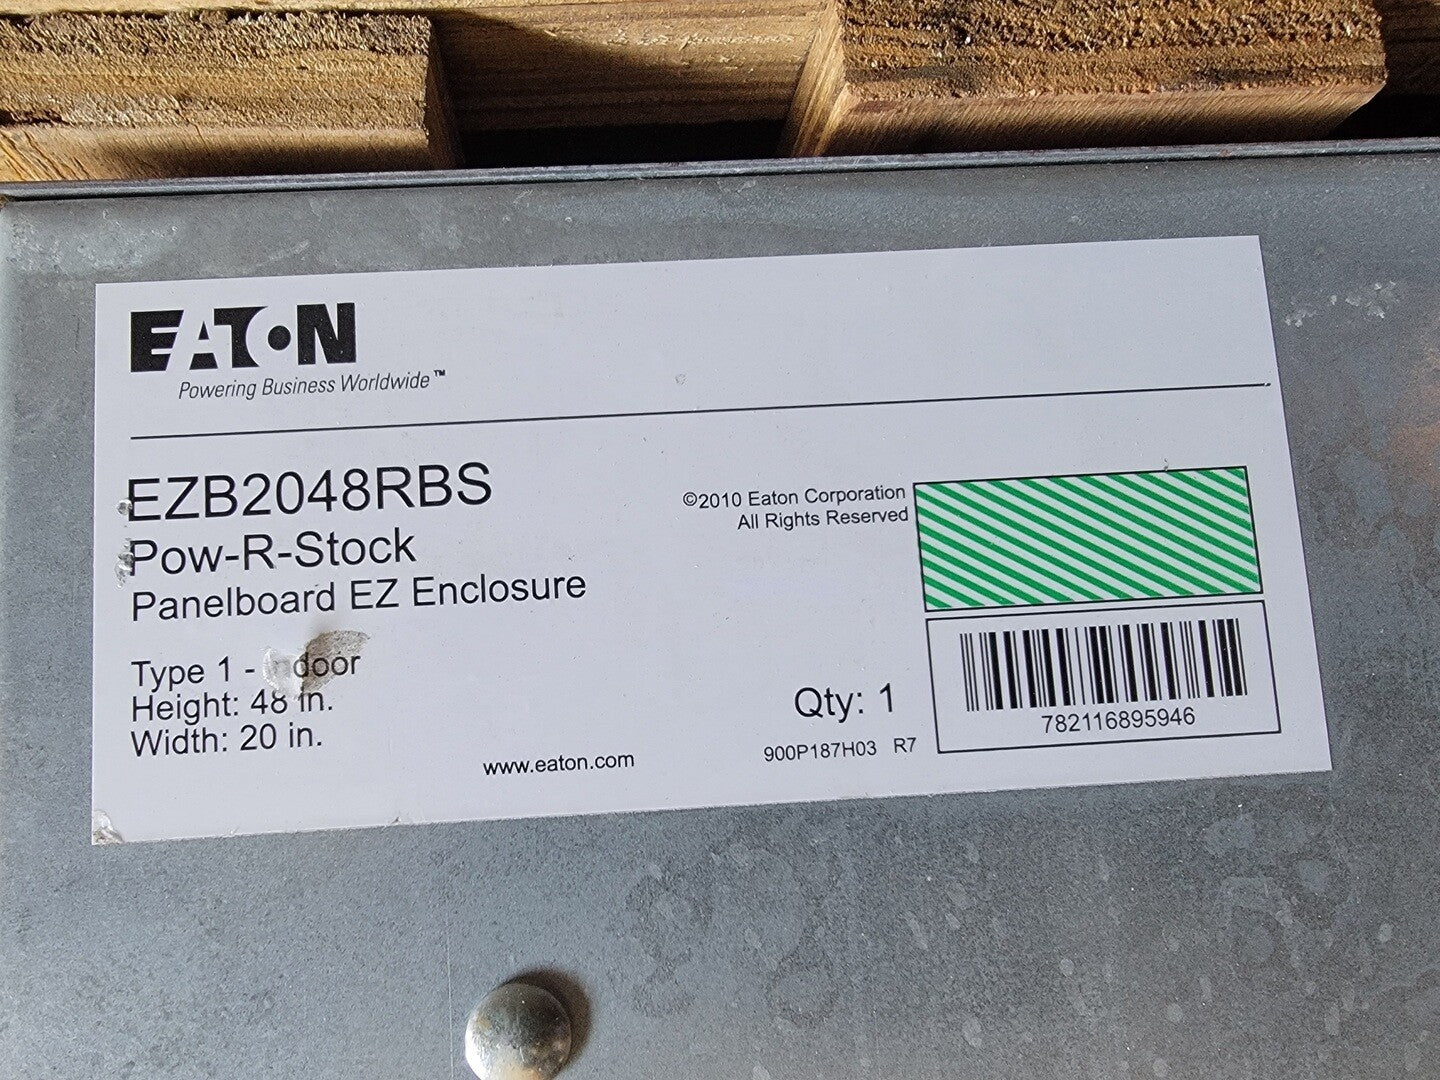 EATON
Powering Business Worldwide™
EZB2048RBS
Pow-R-Stock
Panelboard EZ Enclosure
©2010 Eaton Corporation
All Rights Reserved
Type 1 - Indoor
Height: 48 in.
Width: 20 in.
www.eaton.com
Qty: 1
900P187H03 R7
782116895946